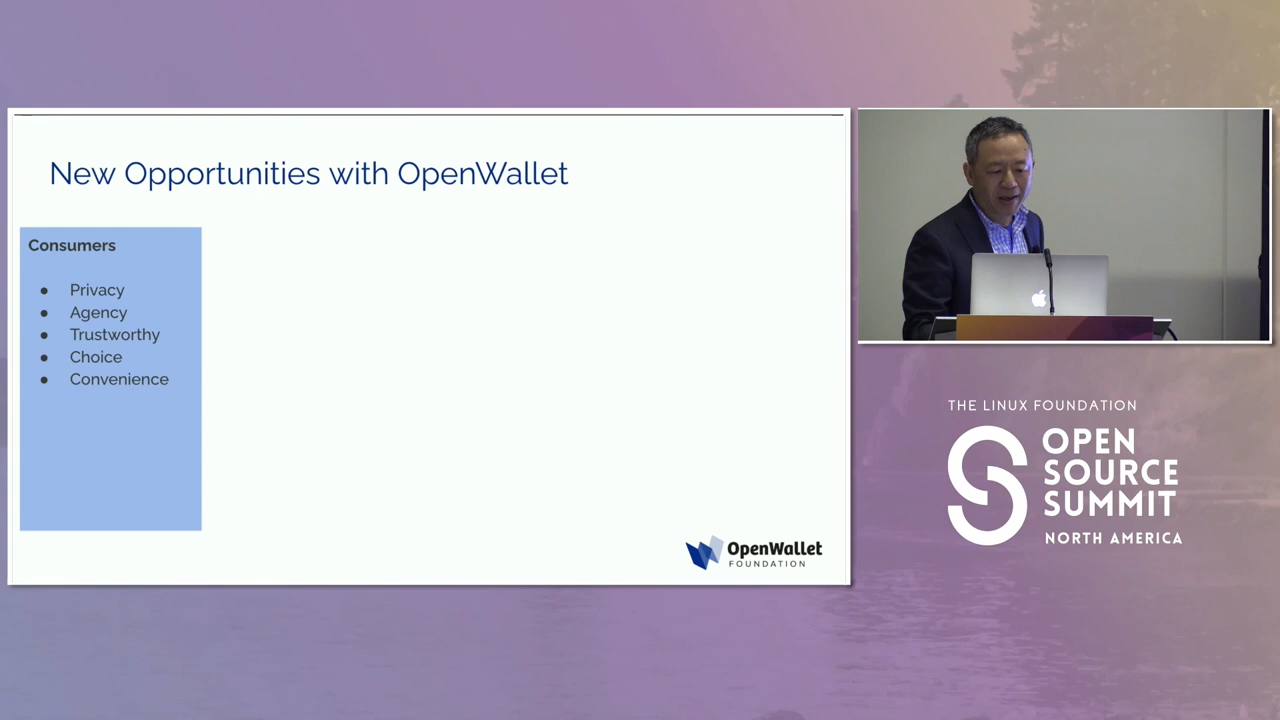 New Opportunities with OpenWallet
Consumers
● Privacy
● Agency
● Trustworthy
● Choice
● Convenience
OpenWallet
FOUNDATION
THE LINUX FOUNDATION
OPEN
SOURCE
SUMMIT
NORTH AMERICA